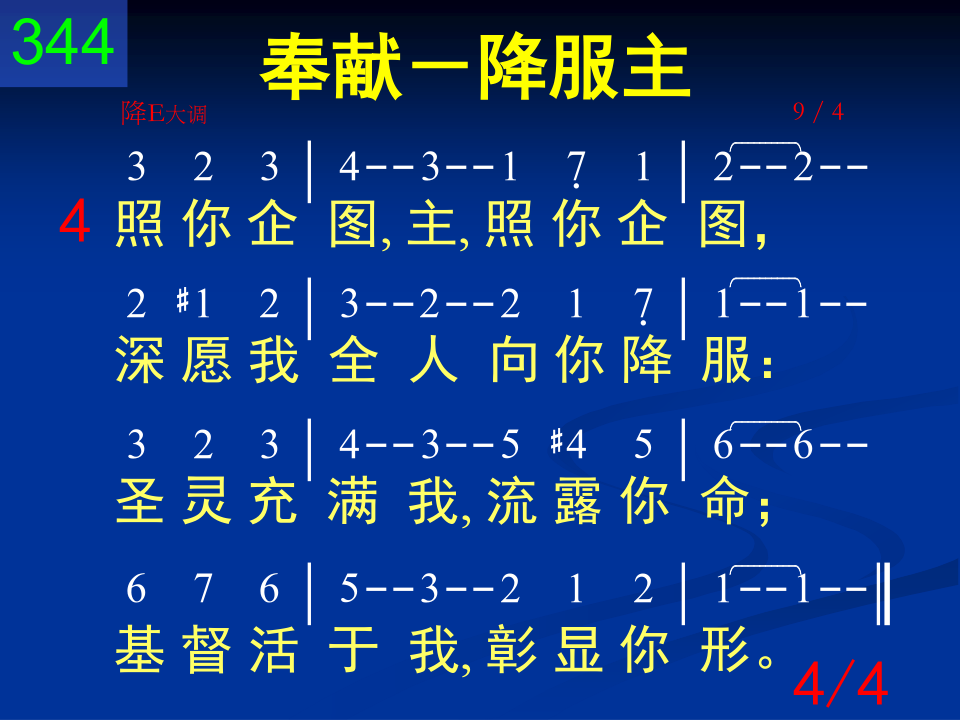 344
奉献－降服主
降E大调 9／4
3 2 3 | 4--3--1 7̣ 1 | 2--2--
4 照 你 企 图, 主, 照 你 企 图，
2 #1 2 | 3--2--2 1 7̣ | 1--1--
深 愿 我 全 人 向 你 降 服：
3 2 3 | 4--3--5 #4 5 | 6--6--
圣 灵 充 满 我, 流 露 你 命；
6 7 6 | 5--3--2 1 2 | 1--1--‖
基 督 活 于 我, 彰 显 你 形。
4/4